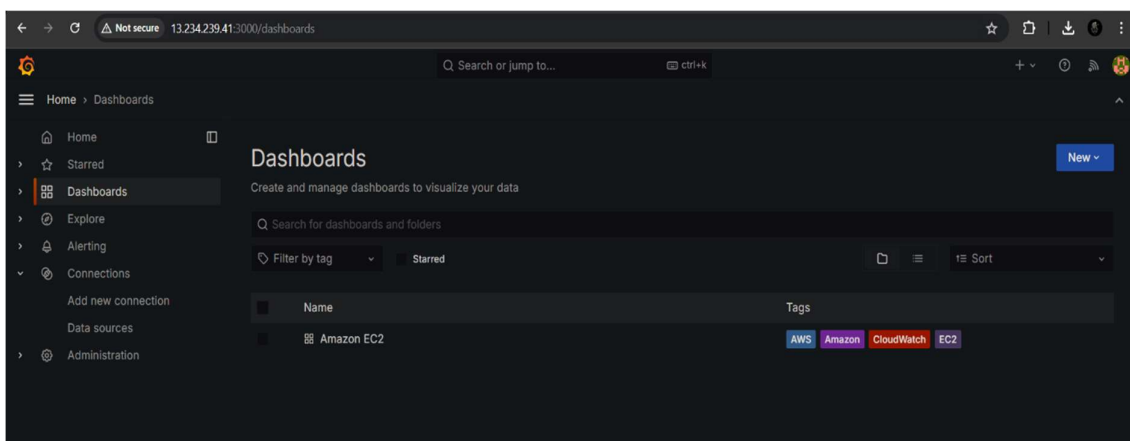 Not secure 13.234.239.41:3000/dashboards
Search or jump to... ctrl+k
Home › Dashboards
Home
Starred
Dashboards
Explore
Alerting
Connections
Add new connection
Data sources
Administration
Dashboards
New
Create and manage dashboards to visualize your data
Search for dashboards and folders
Filter by tag Starred Sort
Name Tags
Amazon EC2 AWS Amazon CloudWatch EC2